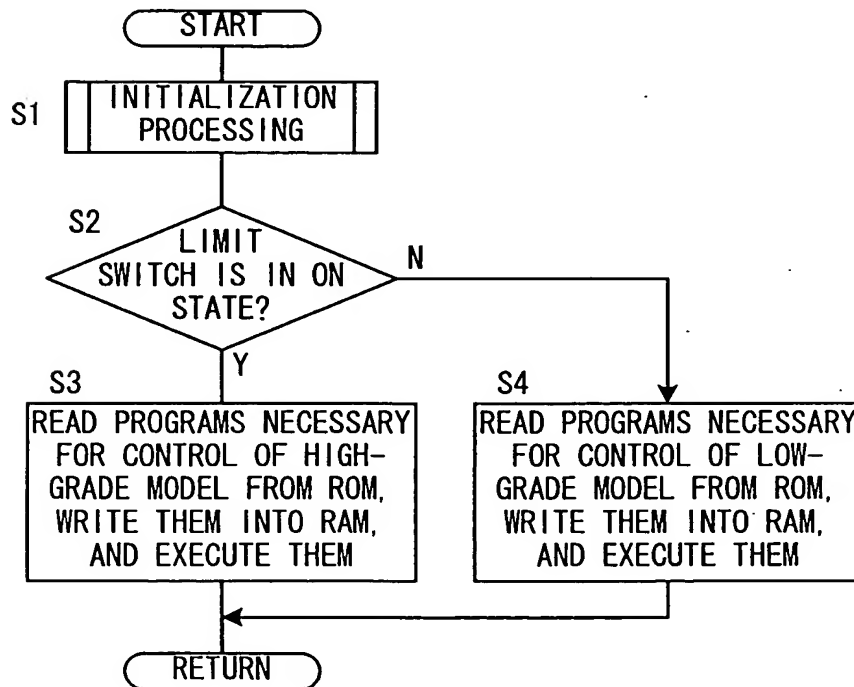 START
S1
INITIALIZATION
PROCESSING
S2
LIMIT
SWITCH IS IN ON
STATE?
N
Y
S3
READ PROGRAMS NECESSARY
FOR CONTROL OF HIGH-
GRADE MODEL FROM ROM,
WRITE THEM INTO RAM,
AND EXECUTE THEM
S4
READ PROGRAMS NECESSARY
FOR CONTROL OF LOW-
GRADE MODEL FROM ROM,
WRITE THEM INTO RAM,
AND EXECUTE THEM
RETURN